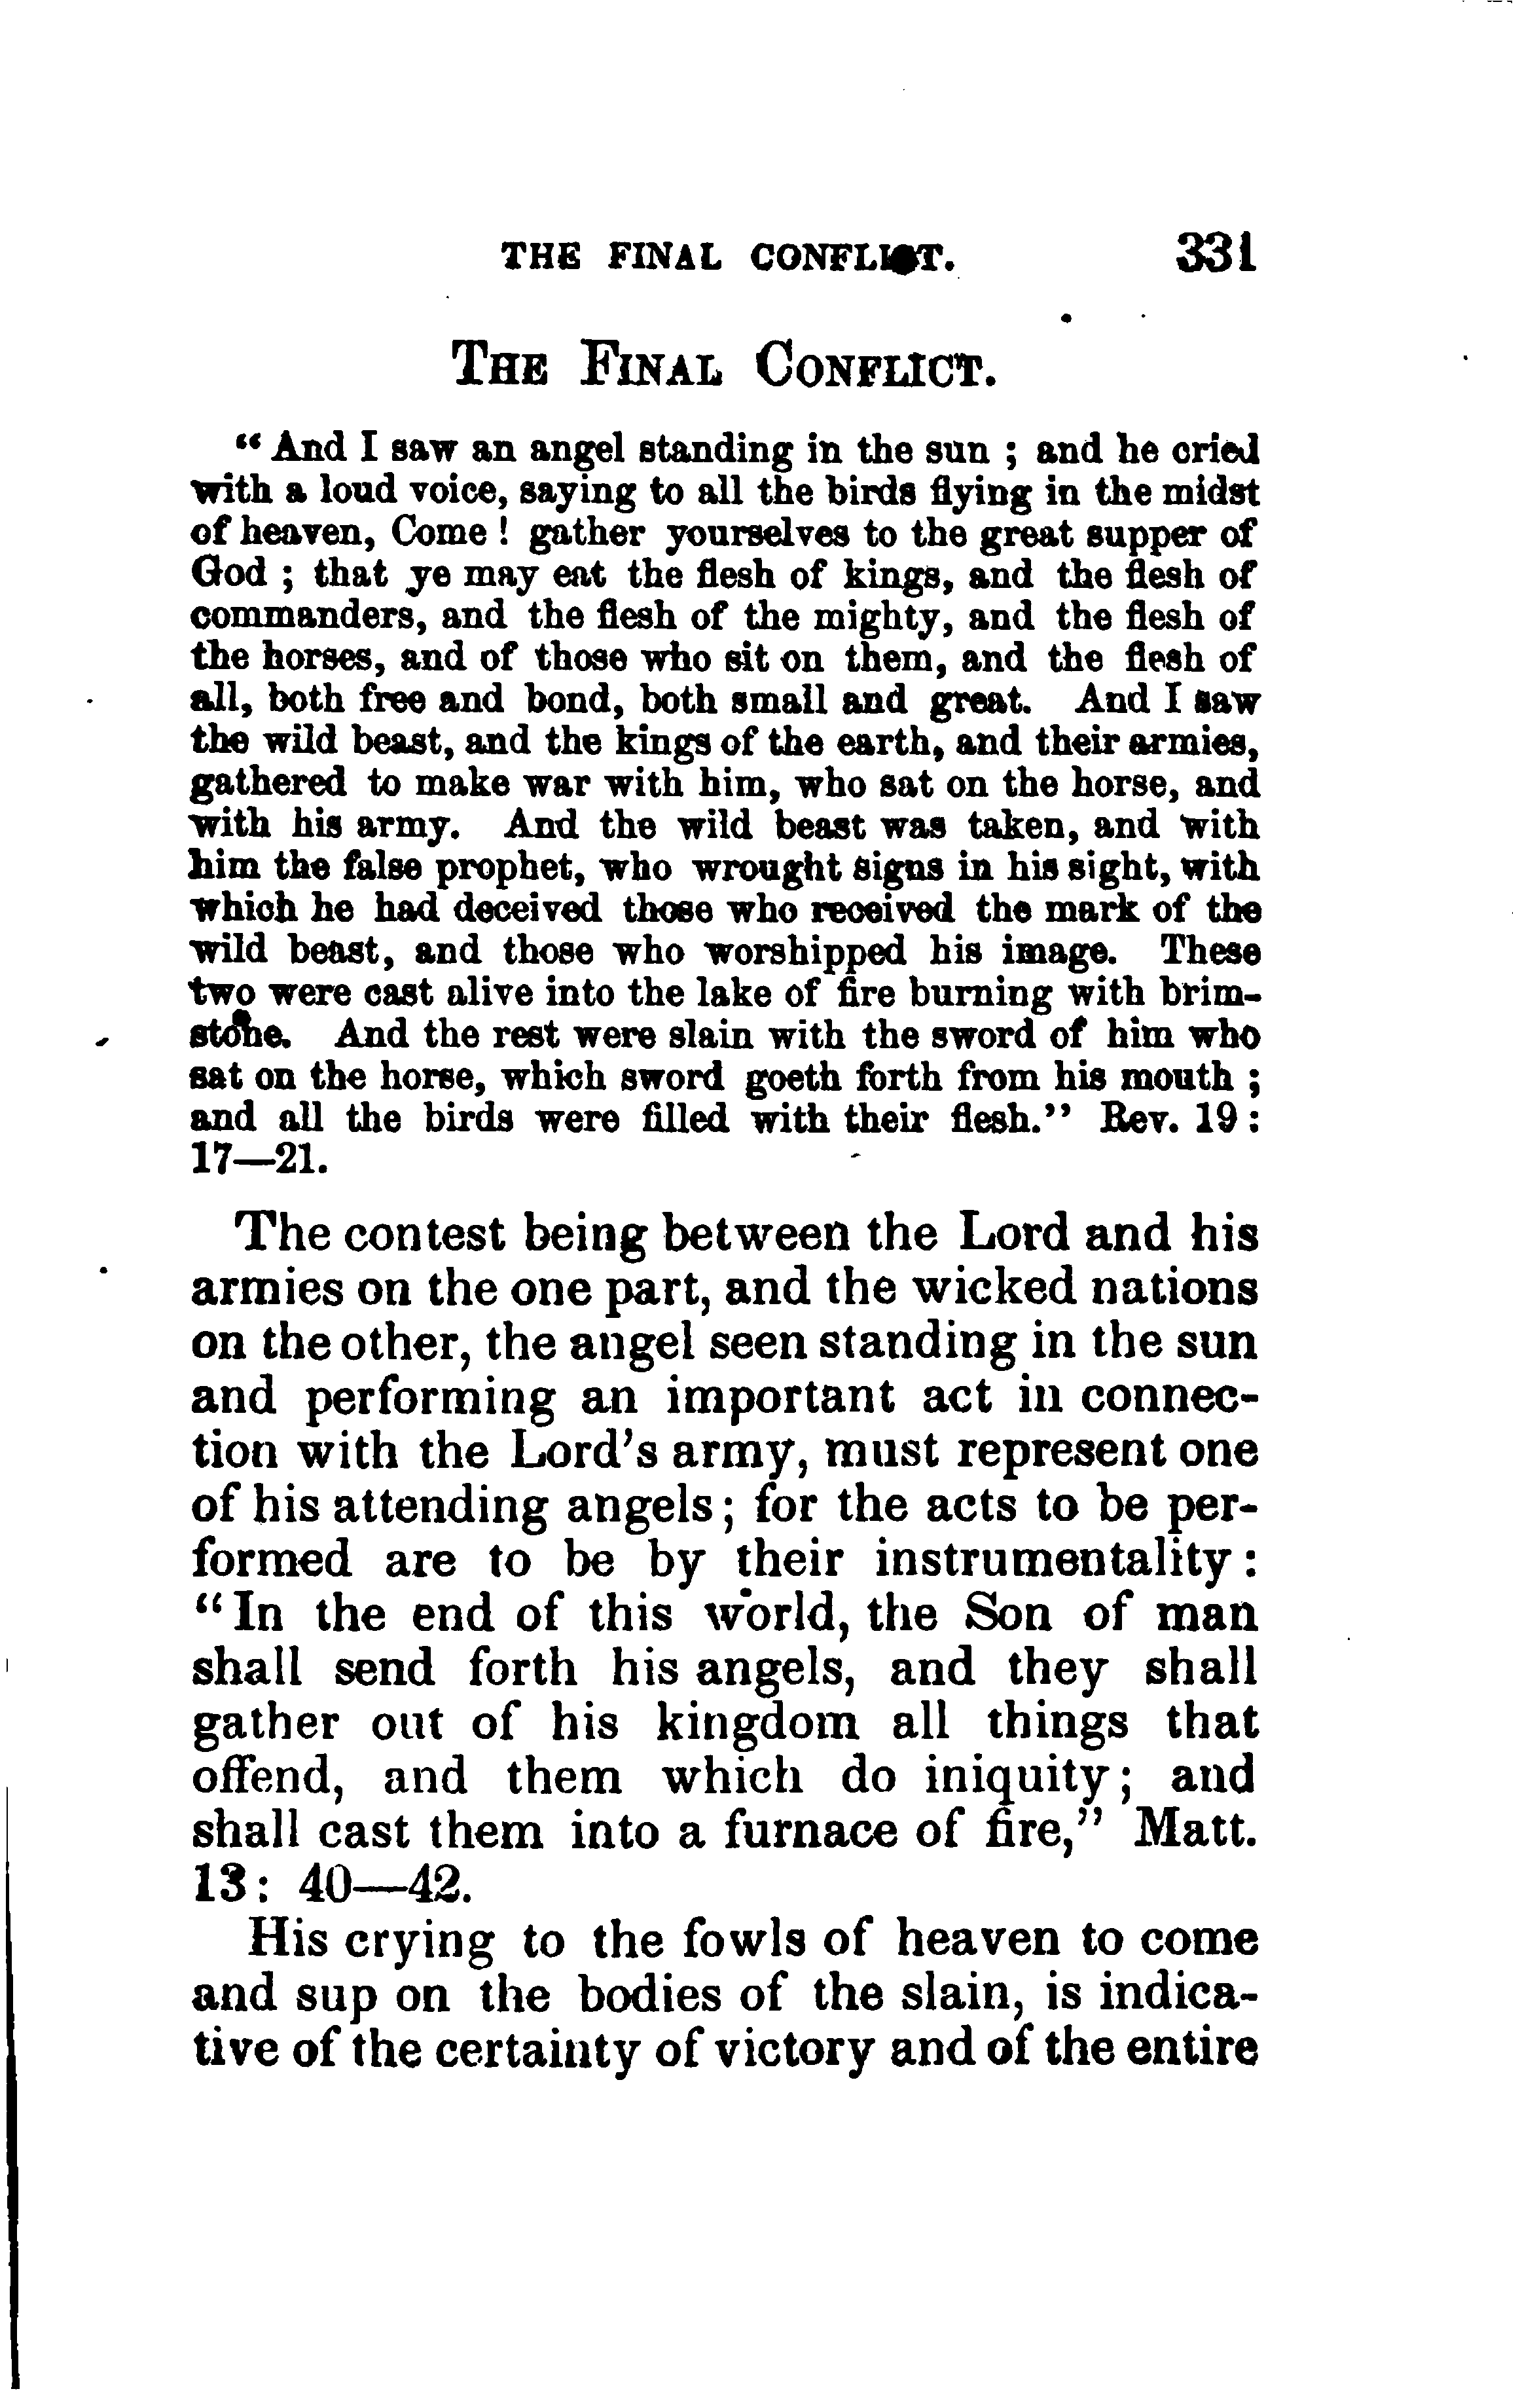 THE FINAL CONFLICT. 331
THE FINAL CONFLICT.
“And I saw an angel standing in the sun ; and he cried
with a loud voice, saying to all the birds flying in the midst
of heaven, Come ! gather yourselves to the great supper of
God ; that ye may eat the flesh of kings, and the flesh of
commanders, and the flesh of the mighty, and the flesh of
the horses, and of those who sit on them, and the flesh of
all, both free and bond, both small and great. And I saw
the wild beast, and the kings of the earth, and their armies,
gathered to make war with him, who sat on the horse, and
with his army. And the wild beast was taken, and with
him the false prophet, who wrought signs in his sight, with
which he had deceived those who received the mark of the
wild beast, and those who worshipped his image. These
two were cast alive into the lake of fire burning with brim-
stone. And the rest were slain with the sword of him who
sat on the horse, which sword goeth forth from his mouth ;
and all the birds were filled with their flesh.” Rev. 19 :
17—21.
The contest being between the Lord and his
armies on the one part, and the wicked nations
on the other, the angel seen standing in the sun
and performing an important act in connec-
tion with the Lord’s army, must represent one
of his attending angels; for the acts to be per-
formed are to be by their instrumentality :
“In the end of this world, the Son of man
shall send forth his angels, and they shall
gather out of his kingdom all things that
offend, and them which do iniquity; and
shall cast them into a furnace of fire,” Matt.
13: 40—42.
His crying to the fowls of heaven to come
and sup on the bodies of the slain, is indica-
tive of the certainty of victory and of the entire